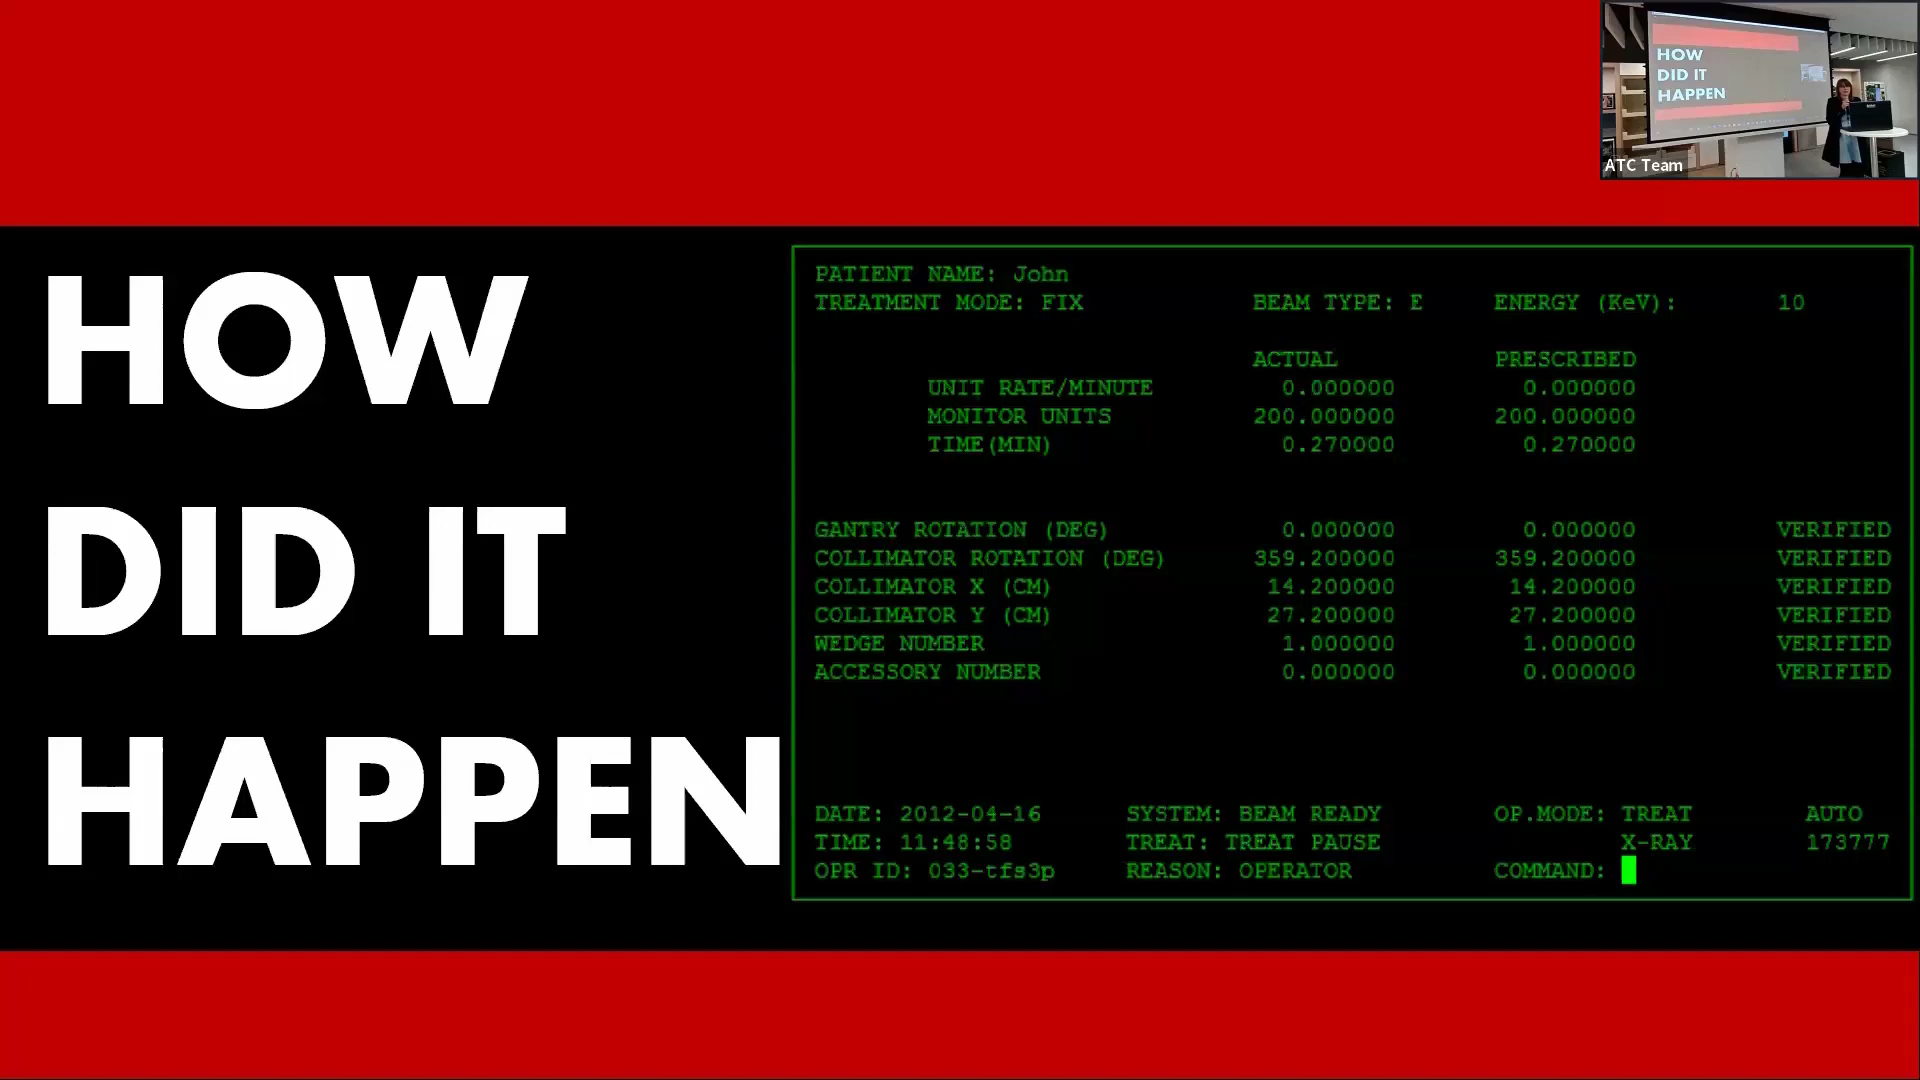 HOW
DID IT
HAPPEN
PATIENT NAME: John
TREATMENT MODE: FIX BEAM TYPE: E ENERGY (KeV): 10
ACTUAL PRESCRIBED
UNIT RATE/MINUTE 0.000000 0.000000
MONITOR UNITS 200.000000 200.000000
TIME(MIN) 0.270000 0.270000
GANTRY ROTATION (DEG) 0.000000 0.000000 VERIFIED
COLLIMATOR ROTATION (DEG) 359.200000 359.200000 VERIFIED
COLLIMATOR X (CM) 14.200000 14.200000 VERIFIED
COLLIMATOR Y (CM) 27.200000 27.200000 VERIFIED
WEDGE NUMBER 1.000000 1.000000 VERIFIED
ACCESSORY NUMBER 0.000000 0.000000 VERIFIED
DATE: 2012-04-16 SYSTEM: BEAM READY OP.MODE: TREAT AUTO
TIME: 11:48:58 TREAT: TREAT PAUSE X-RAY 173777
OPR ID: 033-tfs3p REASON: OPERATOR COMMAND:
HOW
DID IT
HAPPEN
ATC Team